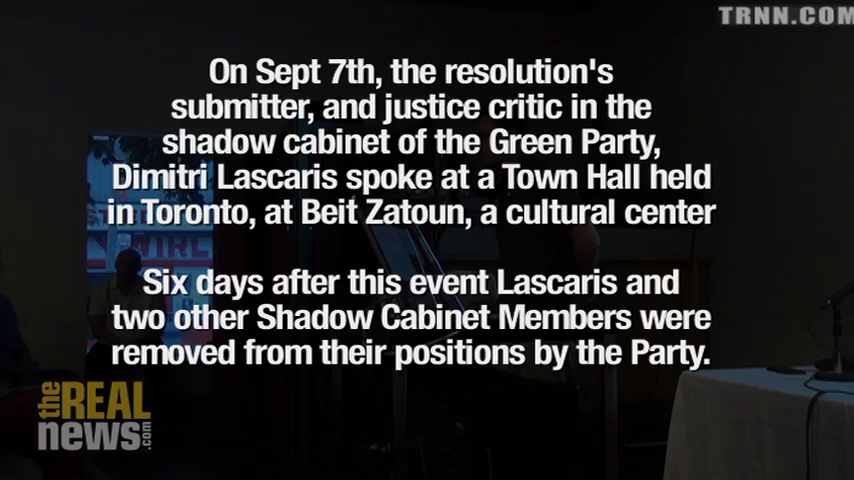 TRNN.COM
On Sept 7th, the resolution's
submitter, and justice critic in the
shadow cabinet of the Green Party,
Dimitri Lascaris spoke at a Town Hall held
in Toronto, at Beit Zatoun, a cultural center
Six days after this event Lascaris and
two other Shadow Cabinet Members were
removed from their positions by the Party.
the REAL
news.com